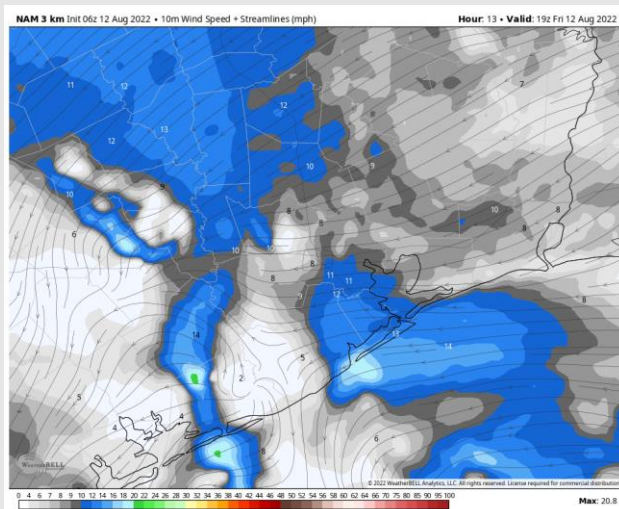 NAM 3 km Init 06z 12 Aug 2022 • 10m Wind Speed + Streamlines (mph) Hour: 13 • Valid: 19z Fri 12 Aug 2022
7
11 12
12
12 13
10 9
10 9
8 10 8
6 8 8
10
8 8 11 11
9 12 8
14 13
14
5
2
5
4 4
8 6
WeatherBELL
© 2022 WeatherBELL Analytics, LLC. All rights reserved. License required for commercial distribution
0 4 6 7 8 9 10 12 14 16 18 20 22 24 26 28 30 32 34 36 38 40 42 44 46 48 50 52 54 56 58 60 62 64 66 70 75 80 85 90 95 100 Max: 20.8